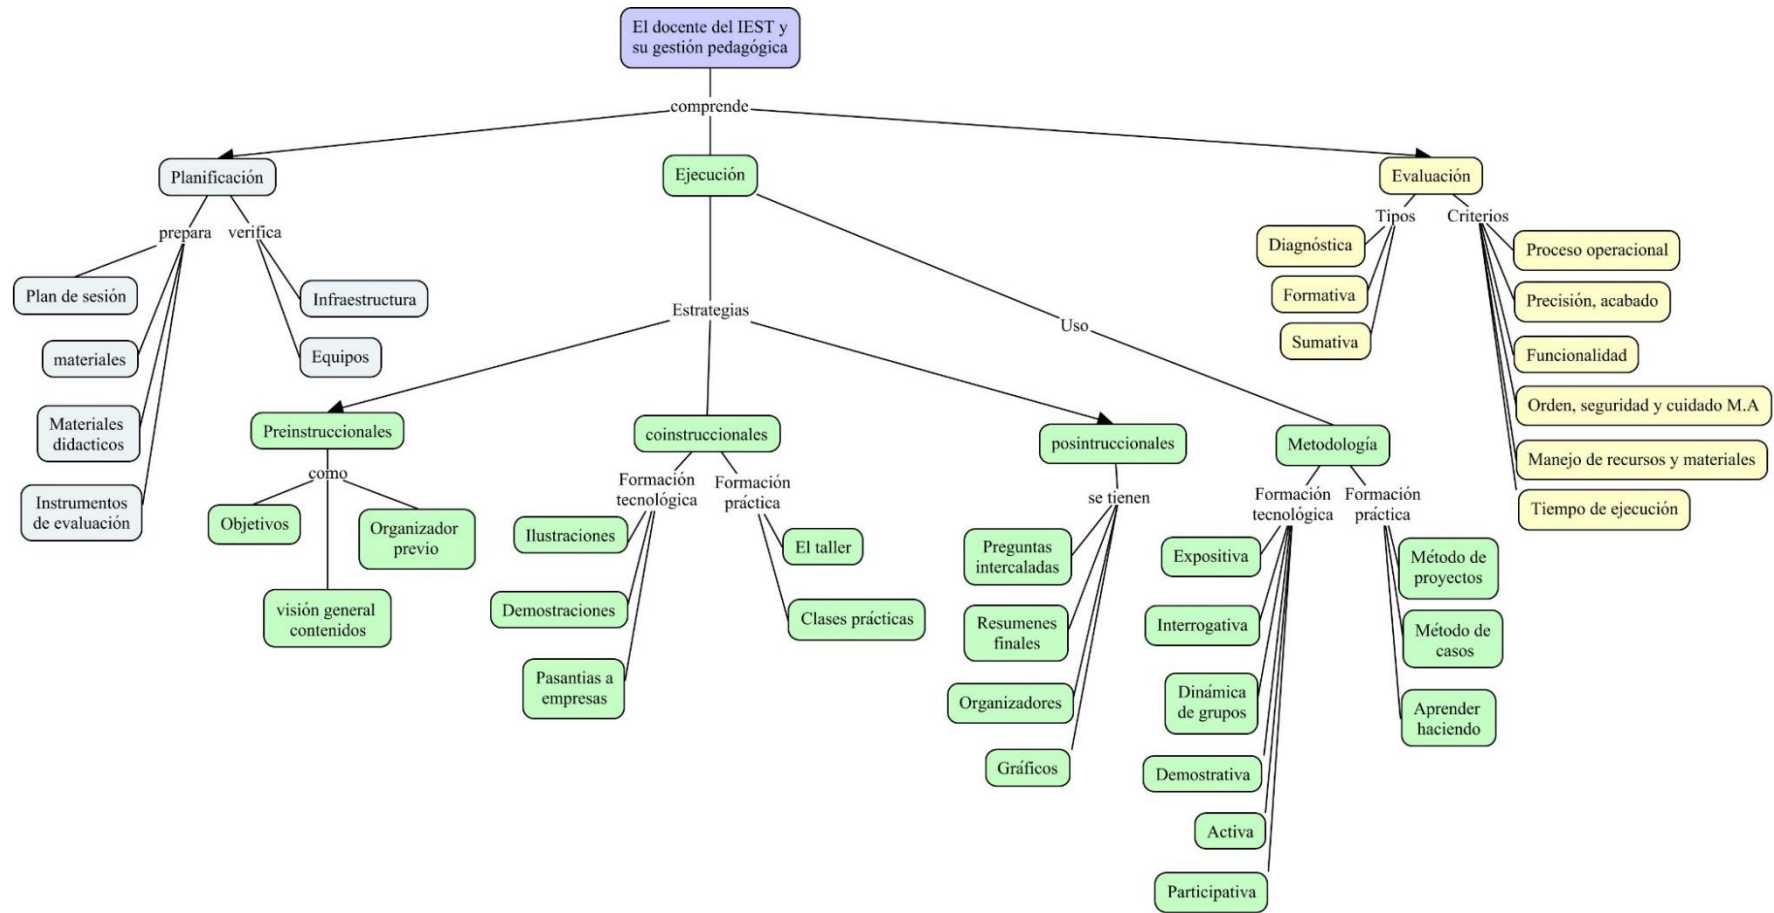 El docente del IEST y
su gestión pedagógica
comprende
Planificación
Ejecución
Evaluación
prepara
verifica
Tipos
Criterios
Plan de sesión
materiales
Materiales
didacticos
Instrumentos
de evaluación
Infraestructura
Equipos
Estrategias
Uso
Diagnóstica
Formativa
Sumativa
Proceso operacional
Precisión, acabado
Funcionalidad
Orden, seguridad y cuidado M.A
Manejo de recursos y materiales
Tiempo de ejecución
Preinstruccionales
como
Objetivos
Organizador
previo
visión general
contenidos
coinstruccionales
Formación
tecnológica
Formación
práctica
Ilustraciones
Demostraciones
Pasantias a
empresas
El taller
Clases prácticas
posintruccionales
se tienen
Preguntas
intercaladas
Resumenes
finales
Organizadores
Gráficos
Metodología
Formación
tecnológica
Formación
práctica
Expositiva
Interrogativa
Dinámica
de grupos
Demostrativa
Activa
Participativa
Método de
proyectos
Método de
casos
Aprender
haciendo